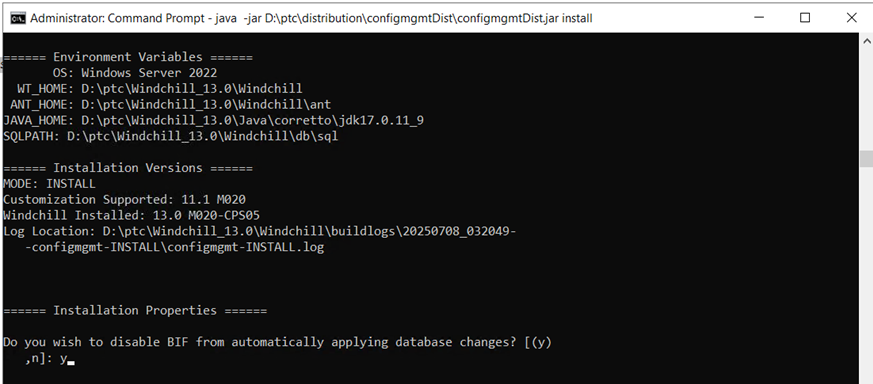 Administrator: Command Prompt - java -jar D:\ptc\distribution\configmgmtDist\configmgmtDist.jar install
====== Environment Variables ======
OS: Windows Server 2022
WT_HOME: D:\ptc\Windchill_13.0\Windchill
ANT_HOME: D:\ptc\Windchill_13.0\Windchill\ant
JAVA_HOME: D:\ptc\Windchill_13.0\Java\corretto\jdk17.0.11_9
SQLPATH: D:\ptc\Windchill_13.0\Windchill\db\sql
====== Installation Versions ======
MODE: INSTALL
Customization Supported: 11.1 M020
Windchill Installed: 13.0 M020-CPS05
Log Location: D:\ptc\Windchill_13.0\Windchill\buildlogs\20250708_032049-
-configmgmt-INSTALL\configmgmt-INSTALL.log
====== Installation Properties ======
Do you wish to disable BIF from automatically applying database changes? [(y)
,n]: y